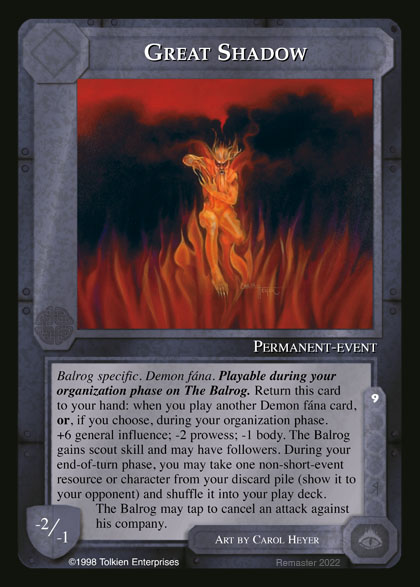 GREAT SHADOW
PERMANENT-EVENT
Balrog specific. Demon fána. Playable during your
organization phase on The Balrog. Return this card
to your hand: when you play another Demon fána card,
or, if you choose, during your organization phase.
+6 general influence; -2 prowess; -1 body. The Balrog
gains scout skill and may have followers. During your
end-of-turn phase, you may take one non-short-event
resource or character from your discard pile (show it to
your opponent) and shuffle it into your play deck.
The Balrog may tap to cancel an attack against
his company.
9
-2/
-1
ART BY CAROL HEYER
©1998 Tolkien Enterprises
Remaster 2022